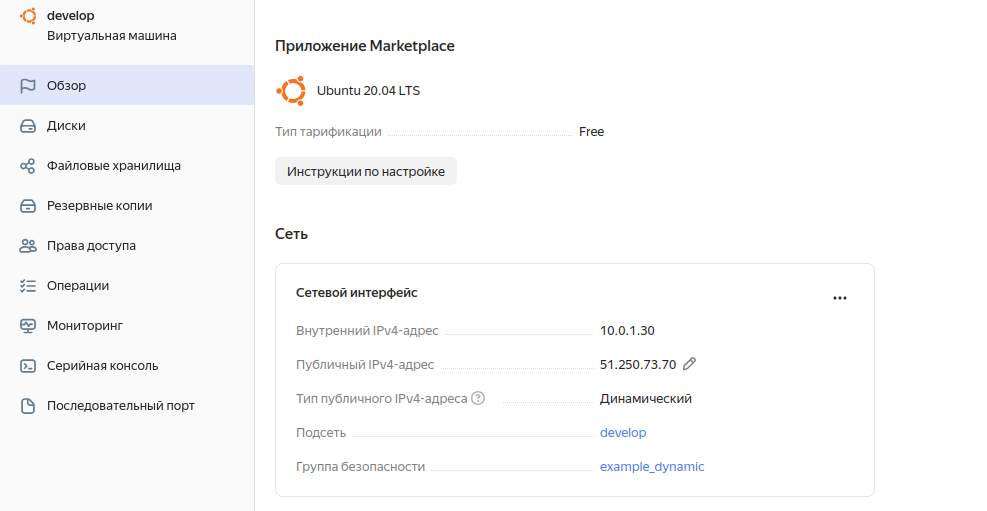 develop
Виртуальная машина
Обзор
Диски
Файловые хранилища
Резервные копии
Права доступа
Операции
Мониторинг
Серийная консоль
Последовательный порт
Приложение Marketplace
Ubuntu 20.04 LTS
Тип тарификации Free
Инструкции по настройке
Сеть
Сетевой интерфейс
Внутренний IPv4-адрес 10.0.1.30
Публичный IPv4-адрес 51.250.73.70
Тип публичного IPv4-адреса Динамический
Подсеть develop
Группа безопасности example_dynamic